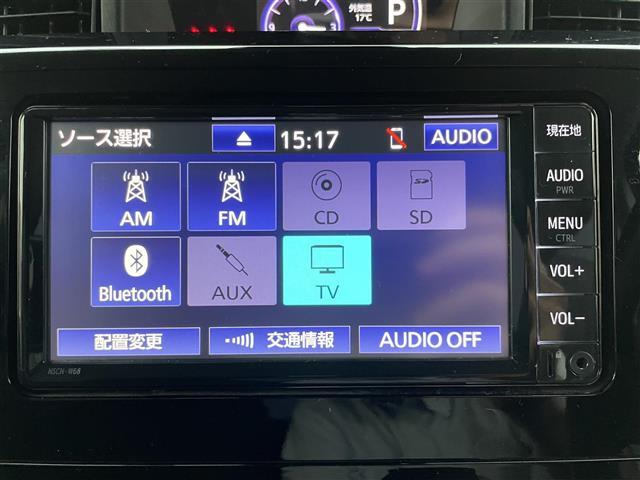 外気温
17℃
P
ソース選択
15:17
AUDIO
現在地
AM
FM
CD
SD
AUDIO
PWR
MENU
CTRL
Bluetooth
AUX
TV
VOL+
VOL-
配置変更
交通情報
AUDIO OFF
NSCN-W68